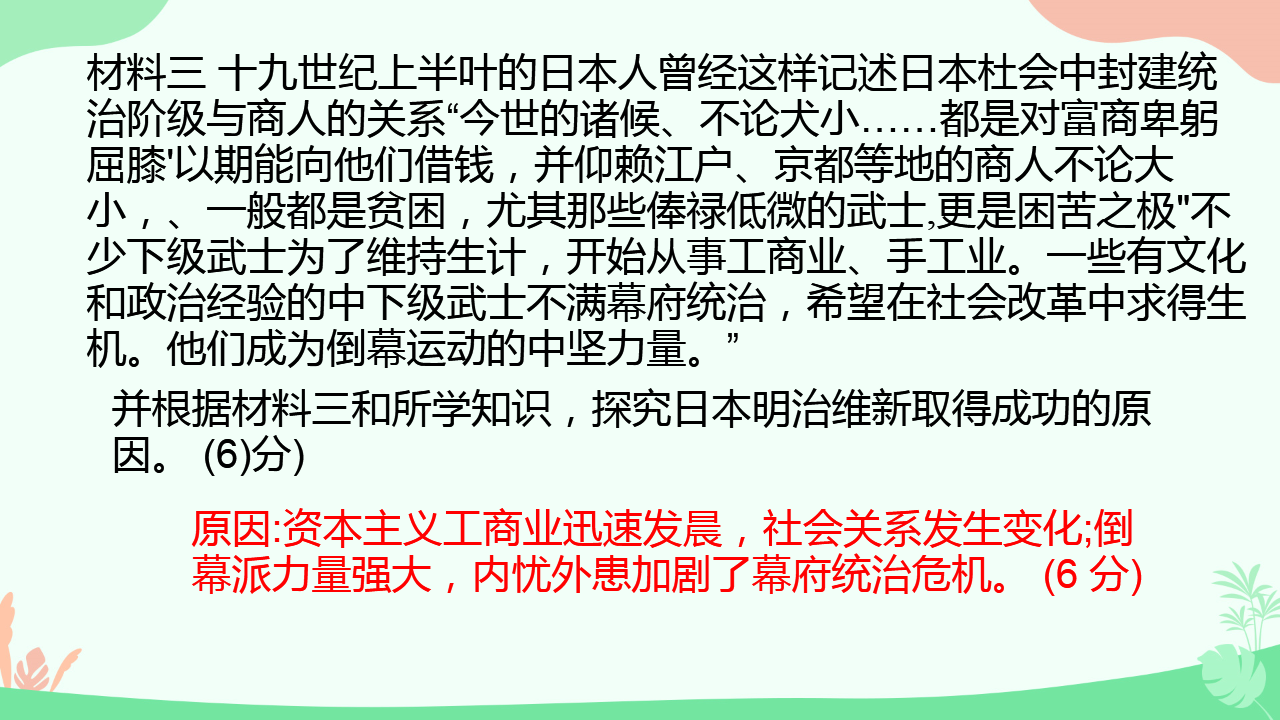 材料三 十九世纪上半叶的日本人曾经这样记述日本杜会中封建统
治阶级与商人的关系“今世的诸候、不论犬小……都是对富商卑躬
屈膝'以期能向他们借钱，并仰赖江户、京都等地的商人不论大
小，、一般都是贫困，尤其那些俸禄低微的武士,更是困苦之极"不
少下级武士为了维持生计，开始从事工商业、手工业。一些有文化
和政治经验的中下级武士不满幕府统治，希望在社会改革中求得生
机。他们成为倒幕运动的中坚力量。”
并根据材料三和所学知识，探究日本明治维新取得成功的原
因。 (6)分)
原因:资本主义工商业迅速发晨，社会关系发生变化;倒
幕派力量强大，内忧外患加剧了幕府统治危机。 (6 分)